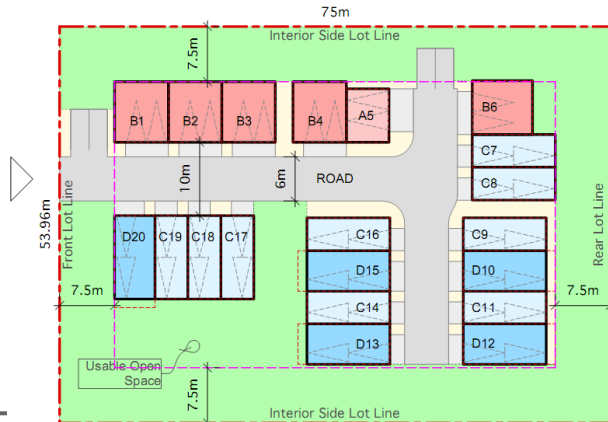 75m
Interior Side Lot Line
7.5m
B1
B2
B3
B4
A5
B6
C7
C8
10m
6m
ROAD
53.96m
Front Lot Line
Rear Lot Line
D20
C19
C18
C17
C16
C9
D15
D10
C14
C11
D13
D12
7.5m
7.5m
Usable Open
Space
7.5m
Interior Side Lot Line